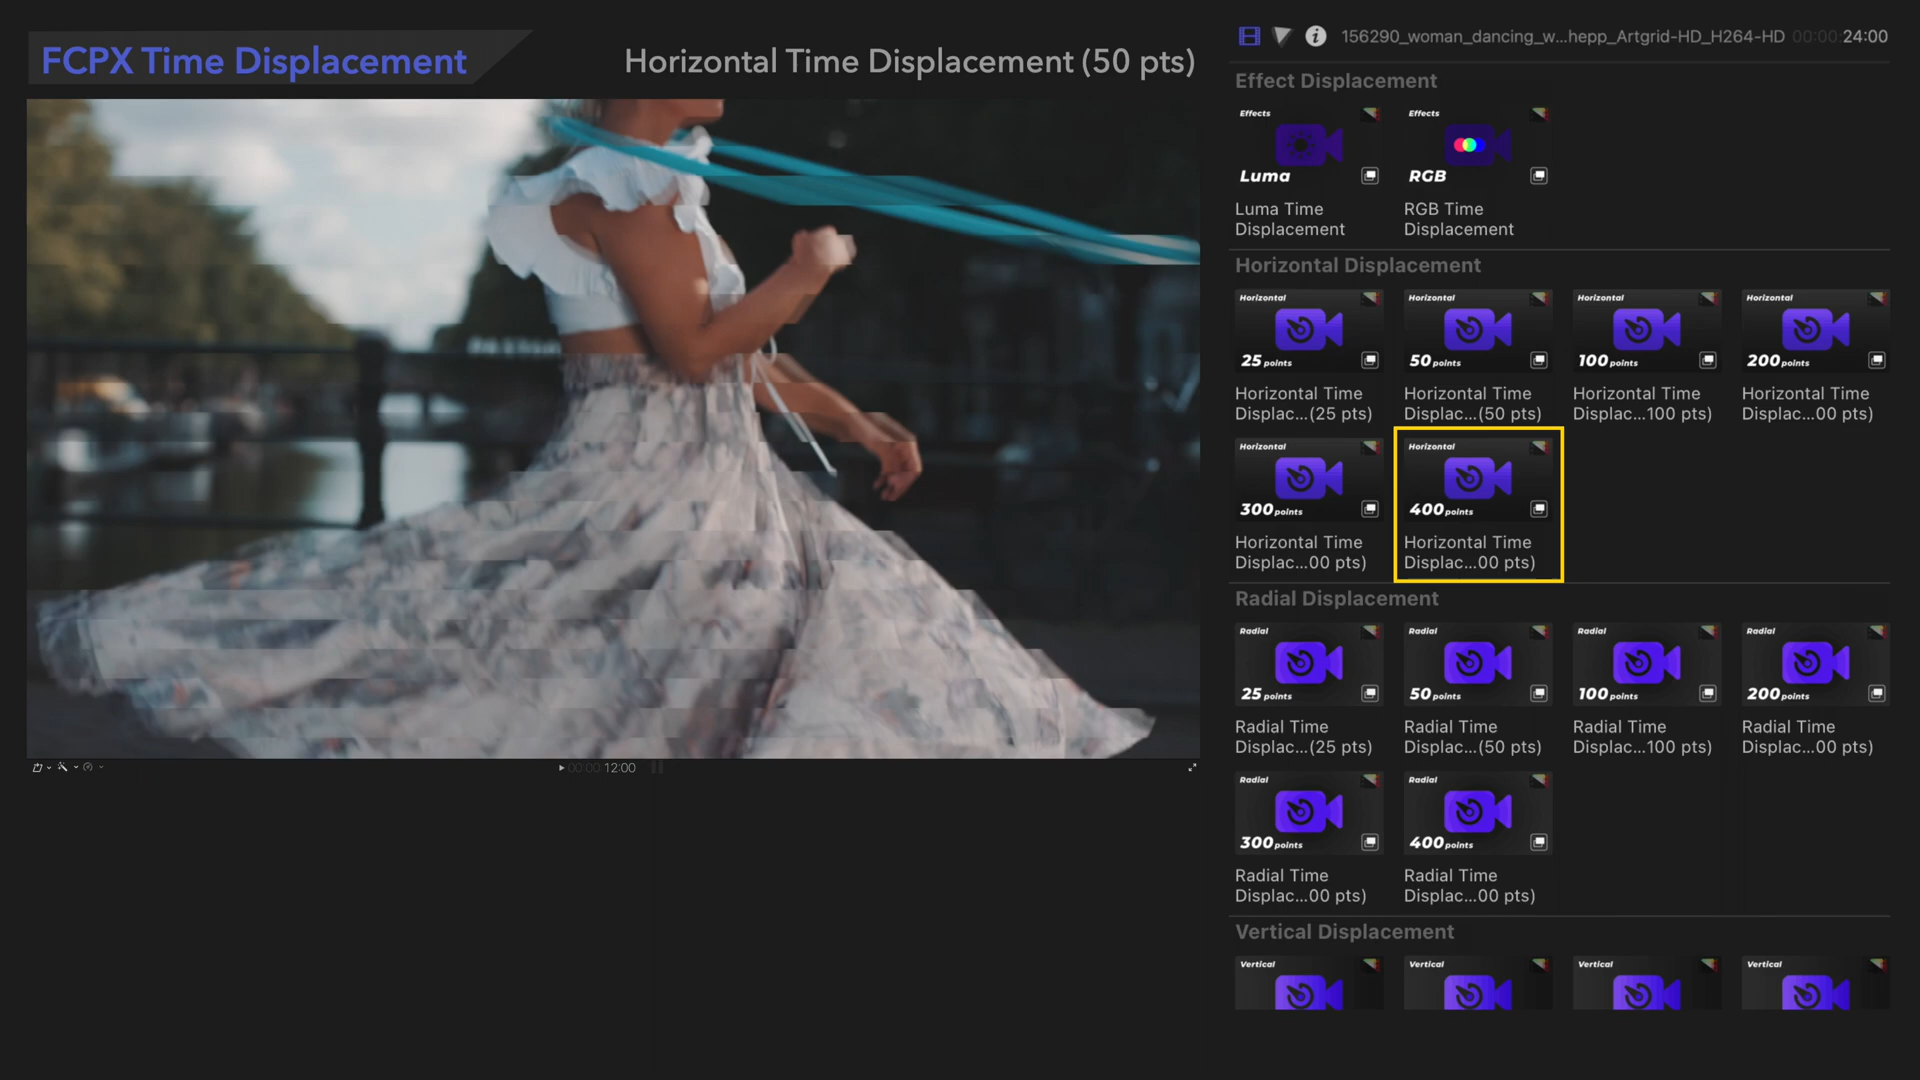 FCPX Time Displacement
Horizontal Time Displacement (50 pts)
156290_woman_dancing_w...hepp_Artgrid-HD_H264-HD 00:00:24:00
Effect Displacement
Effects
Luma
Effects
RGB
Luma Time
Displacement
RGB Time
Displacement
Horizontal Displacement
Horizontal
25 points
Horizontal
50 points
Horizontal
100 points
Horizontal
200 points
Horizontal Time
Displac...(25 pts)
Horizontal Time
Displac...(50 pts)
Horizontal Time
Displac...100 pts)
Horizontal Time
Displac...00 pts)
Horizontal
300 points
Horizontal
400 points
Horizontal Time
Displac...00 pts)
Horizontal Time
Displac...00 pts)
Radial Displacement
Radial
25 points
Radial
50 points
Radial
100 points
Radial
200 points
Radial Time
Displac...(25 pts)
Radial Time
Displac...(50 pts)
Radial Time
Displac...100 pts)
Radial Time
Displac...00 pts)
00:00:12:00
Radial
300 points
Radial
400 points
Radial Time
Displac...00 pts)
Radial Time
Displac...00 pts)
Vertical Displacement
Vertical
Vertical
Vertical
Vertical